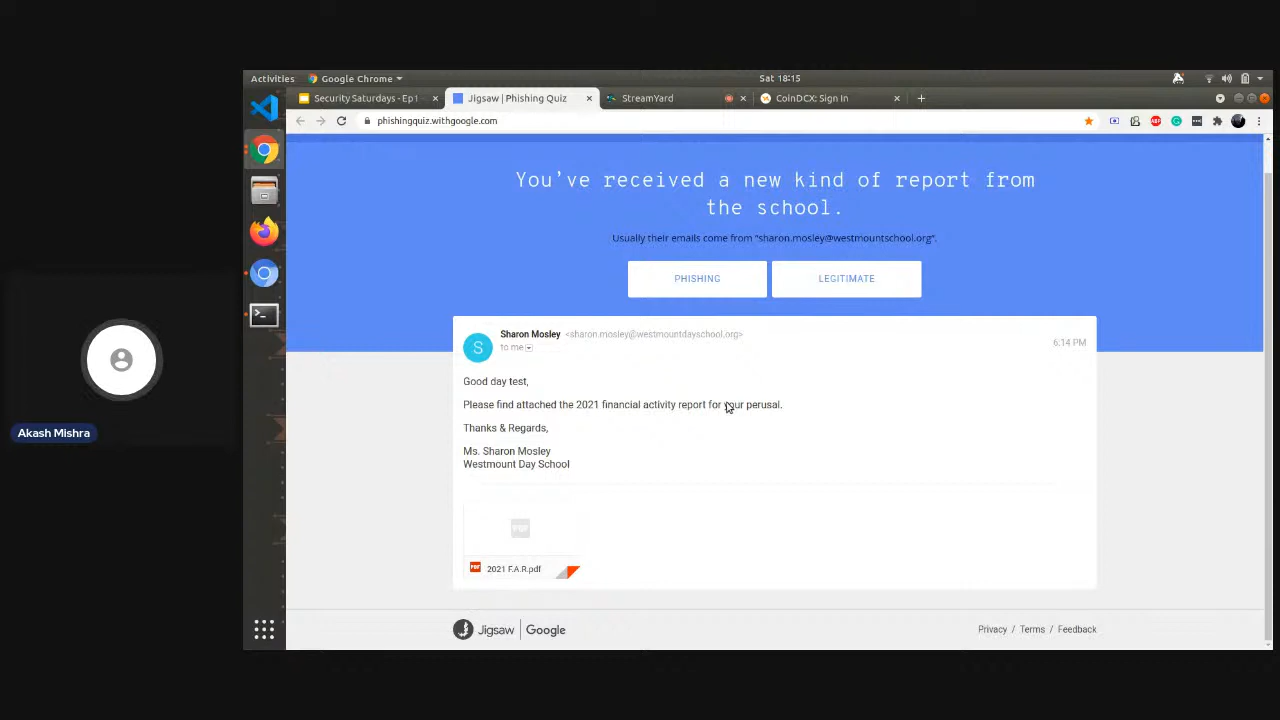 Activities
Google Chrome
Sat 18:15
Security Saturdays - Ep1
Jigsaw | Phishing Quiz
StreamYard
CoinDCX: Sign In
phishingquiz.withgoogle.com
You've received a new kind of report from
the school.
Usually their emails come from "sharon.mosley@westmountschool.org".
PHISHING
LEGITIMATE
S
Sharon Mosley <sharon.mosley@westmountdayschool.org>
to me
6:14 PM
Good day test,
Please find attached the 2021 financial activity report for your perusal.
Thanks & Regards,
Ms. Sharon Mosley
Westmount Day School
PDF
PDF 2021 F.A.R.pdf
Jigsaw | Google
Privacy / Terms / Feedback
Akash Mishra
ABP